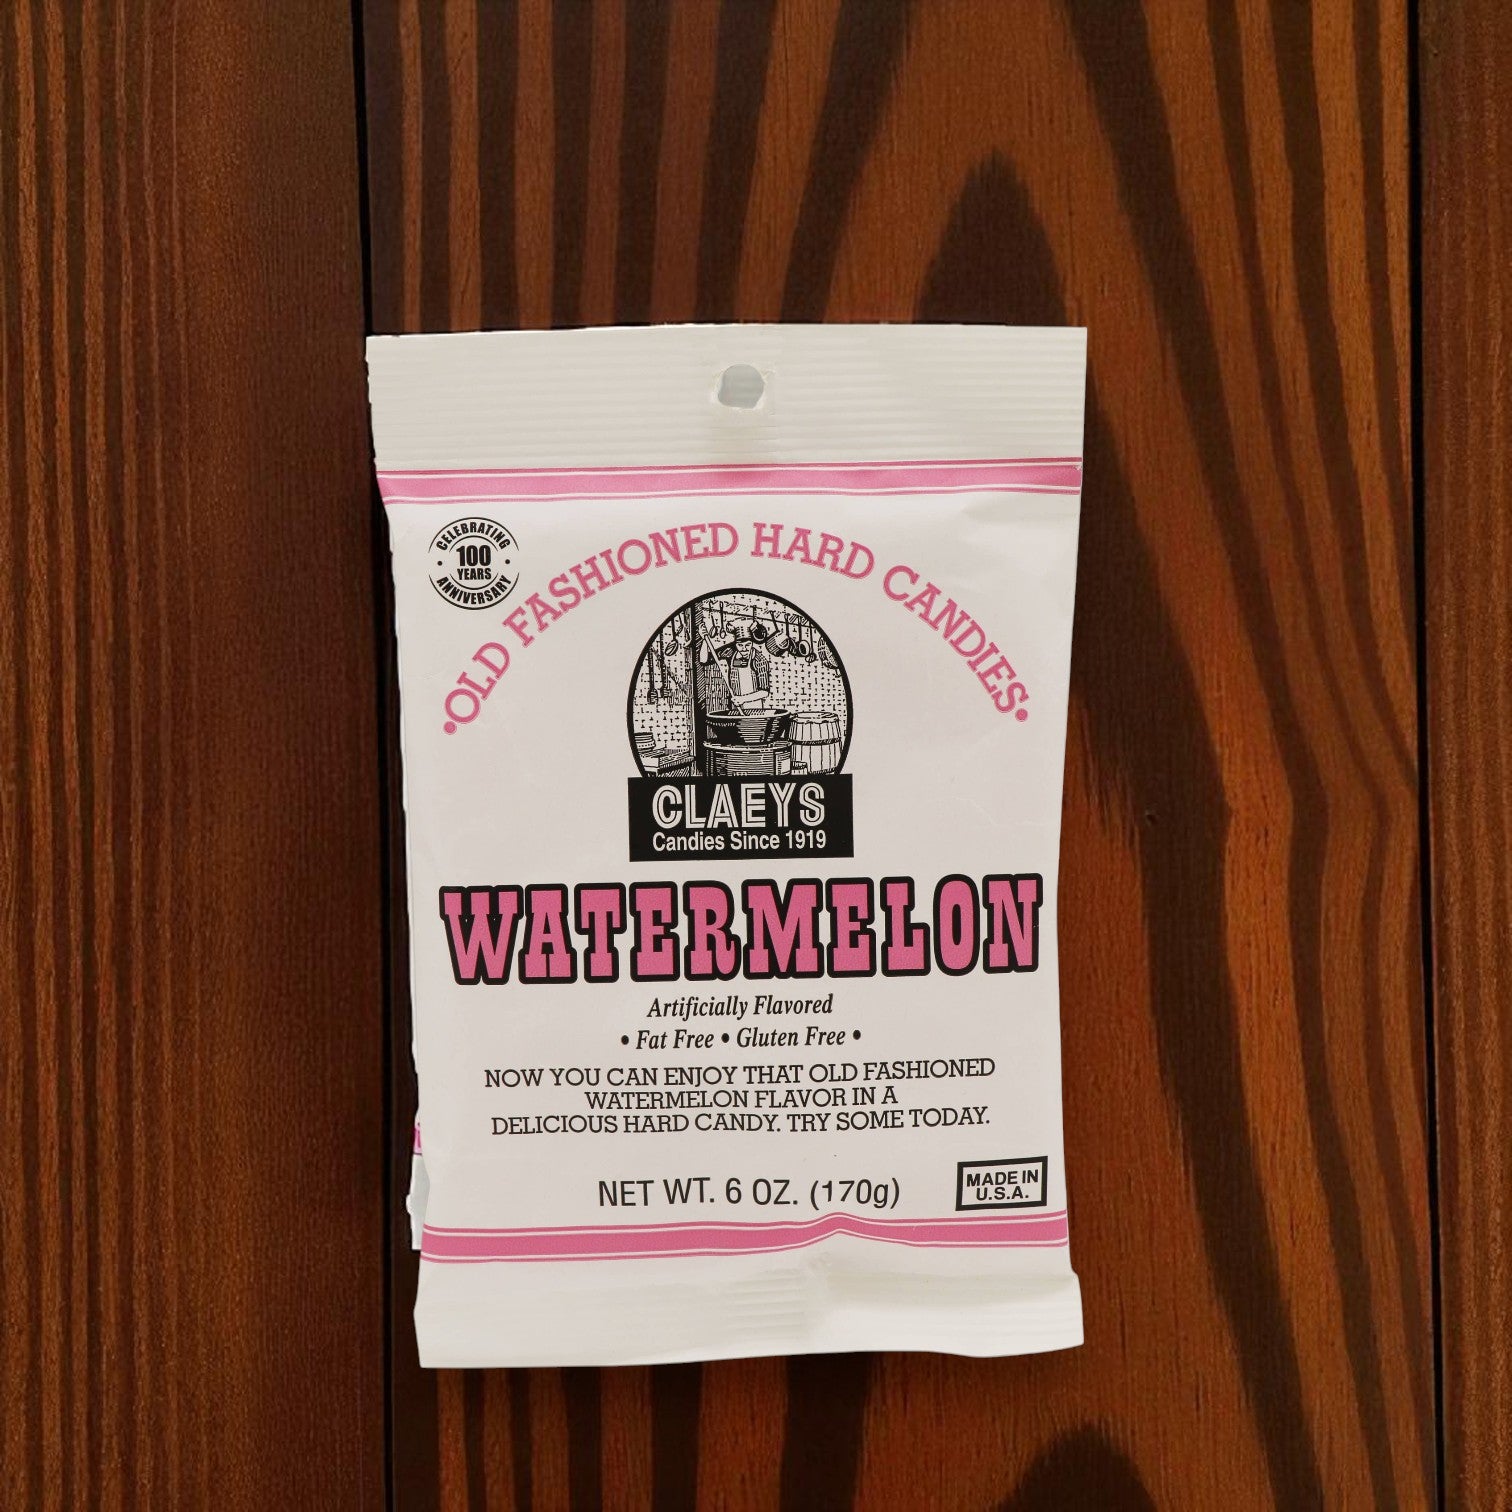 CELEBRATING
100
YEARS
ANNIVERSARY
•OLD FASHIONED HARD CANDIES•
CLAEYS
Candies Since 1919
WATERMELON
Artificially Flavored
• Fat Free • Gluten Free •
NOW YOU CAN ENJOY THAT OLD FASHIONED
WATERMELON FLAVOR IN A
DELICIOUS HARD CANDY. TRY SOME TODAY.
NET WT. 6 OZ. (170g)
MADE IN
U.S.A.